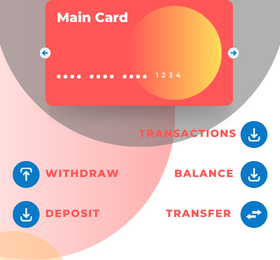 Main Card
•••• •••• •••• 1234
TRANSACTIONS
WITHDRAW
BALANCE
DEPOSIT
TRANSFER